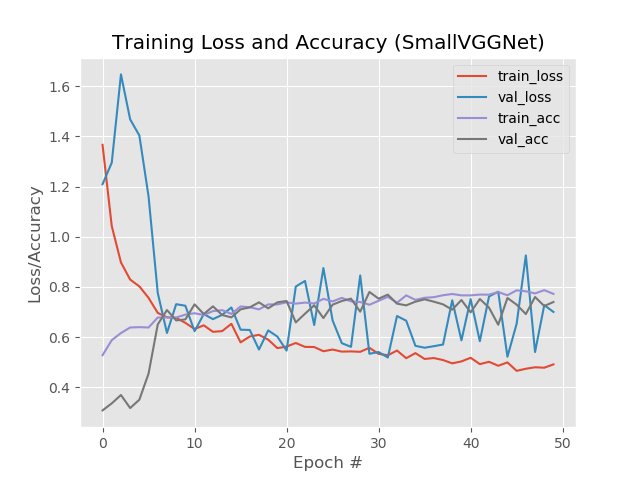 Training Loss and Accuracy (SmallVGGNet)
train_loss
val_loss
train_acc
val_acc
Loss/Accuracy
1.6
1.4
1.2
1.0
0.8
0.6
0.4
0
10
20
30
40
50
Epoch #